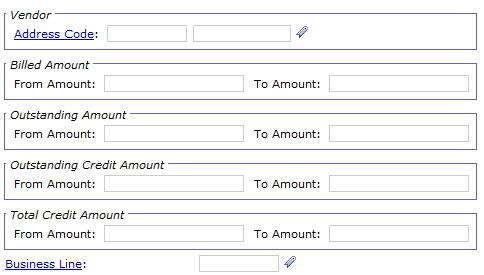 Vendor
Address Code:
Billed Amount
From Amount: To Amount:
Outstanding Amount
From Amount: To Amount:
Outstanding Credit Amount
From Amount: To Amount:
Total Credit Amount
From Amount: To Amount:
Business Line: